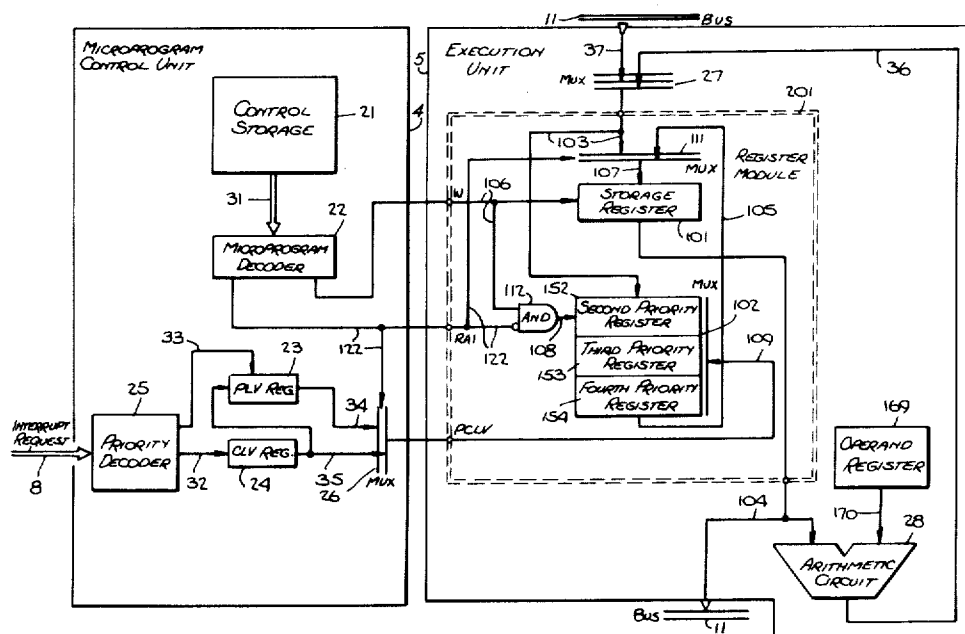 11
BUS
MICROPROGRAM
CONTROL UNIT
5
EXECUTION
UNIT
37
36
MUX
27
201
CONTROL
STORAGE
21
4
103
111
MUX
107
REGISTER
MODULE
31
106
W
STORAGE
REGISTER
101
105
22
MICROPROGRAM
DECODER
112
152
MUX
AND
SECOND PRIORITY
REGISTER
102
122
RA1
122
108
THIRD PRIORITY
REGISTER
153
109
33
23
PLV REG.
FOURTH PRIORITY
REGISTER
154
25
34
169
INTERRUPT
REQUEST
8
PRIORITY
DECODER
PCLV
OPERAND
REGISTER
32
CLV REG.
24
35
26
MUX
104
170
28
ARITHMETIC
CIRCUIT
BUS
11